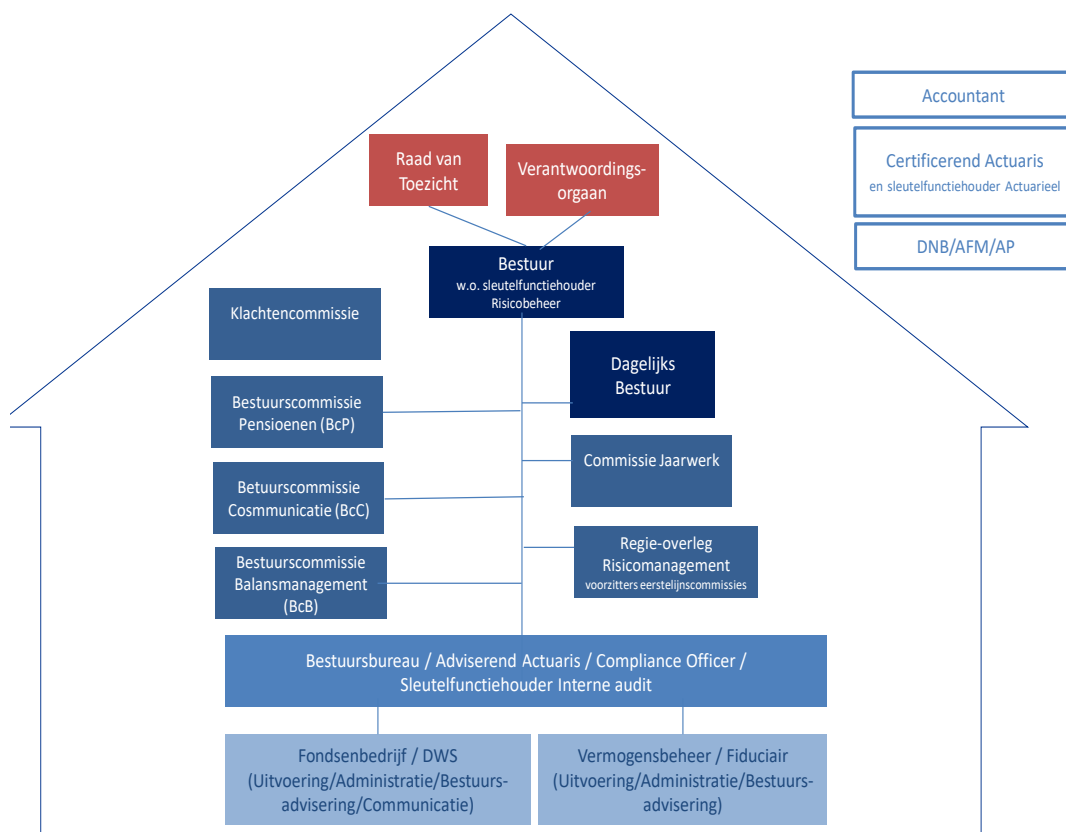 Accountant
Certificerend Actuaris
en sleutelfunctiehouder Actuarieel
DNB/AFM/AP
Raad van
Toezicht
Verantwoordings-
orgaan
Bestuur
w.o. sleutelfunctiehouder
Risicobeheer
Klachtencommissie
Dagelijks
Bestuur
Bestuurscommissie
Pensioenen (BcP)
Commissie Jaarwerk
Betuurscommissie
Cosmmunicatie (BcC)
Regie-overleg
Risicomanagement
voorzitters eerstelijnscommissies
Bestuurscommissie
Balansmanagement
(BcB)
Bestuursbureau / Adviserend Actuaris / Compliance Officer /
Sleutelfunctiehouder Interne audit
Fondsenbedrijf / DWS
(Uitvoering/Administratie/Bestuurs-
advisering/Communicatie)
Vermogensbeheer / Fiduciair
(Uitvoering/Administratie/Bestuurs-
advisering)